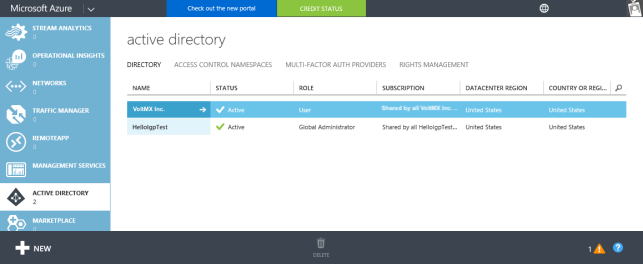 Microsoft Azure
Check out the new portal
CREDIT STATUS
STREAM ANALYTICS
0
OPERATIONAL INSIGHTS
0
NETWORKS
0
TRAFFIC MANAGER
0
REMOTEAPP
0
MANAGEMENT SERVICES
ACTIVE DIRECTORY
2
MARKETPLACE
0
active directory
DIRECTORY ACCESS CONTROL NAMESPACES MULTI-FACTOR AUTH PROVIDERS RIGHTS MANAGEMENT
NAME STATUS ROLE SUBSCRIPTION DATACENTER REGION COUNTRY OR REGI...
VoltMX Inc. Active User Shared by all VoltMX Inc. ... United States United States
HelloIgpTest Active Global Administrator Shared by all HelloIgpTest... United States United States
NEW
DELETE
1
?